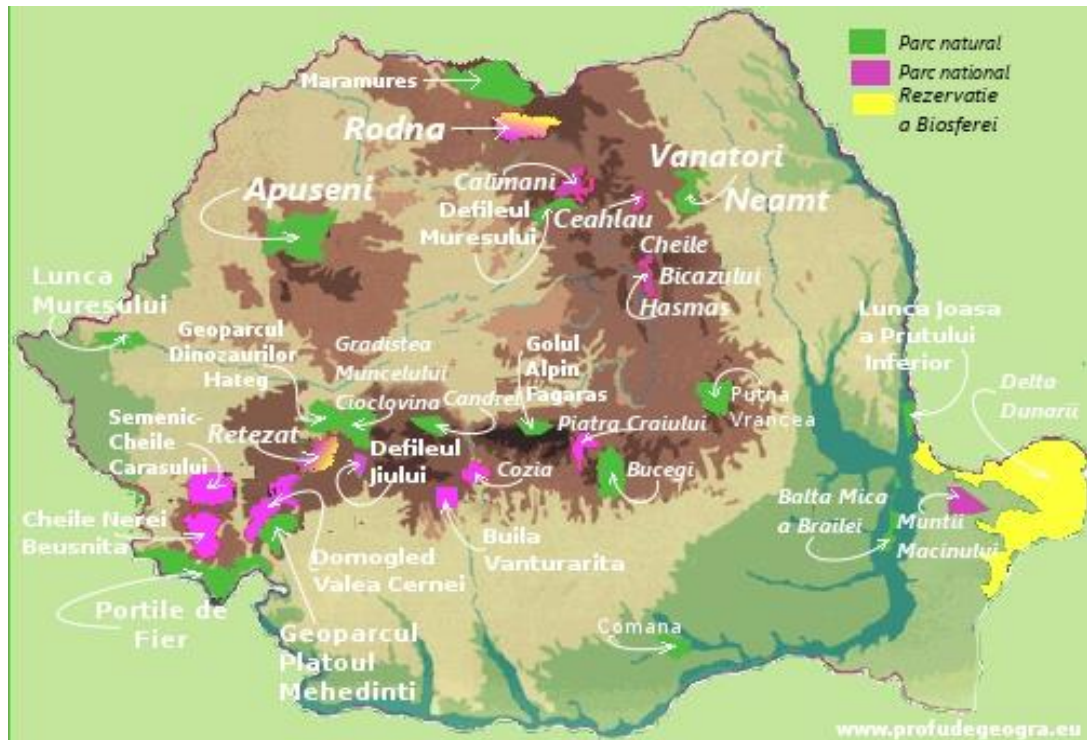 Parc natural
Parc national
Rezervatie
a Biosferei
Maramures
Rodna
Vanatori
Neamt
Calimani
Apuseni
Defileul
Muresului
Ceahlau
Cheile
Bicazului
Hasmas
Lunca
Muresului
Lunca Joasa
a Prutului
Inferior
Geoparcul
Dinozaurilor
Hateg
Gradistea
Muncelului
Cioclovina
Golul
Alpin
Fagaras
Candrel
Piatra Craiului
Putna
Vrancea
Delta
Dunarii
Semenic-
Cheile
Carasului
Retezat
Defileul
Jiului
Cozia
Bucegi
Balta Mica
a Brailei
Muntii
Macinului
Cheile Nerei
Beusnita
Domogled
Valea Cernei
Buila
Vanturarita
Portile de
Fier
Geoparcul
Platoul
Mehedinti
Comana
www.profudegeogra.eu